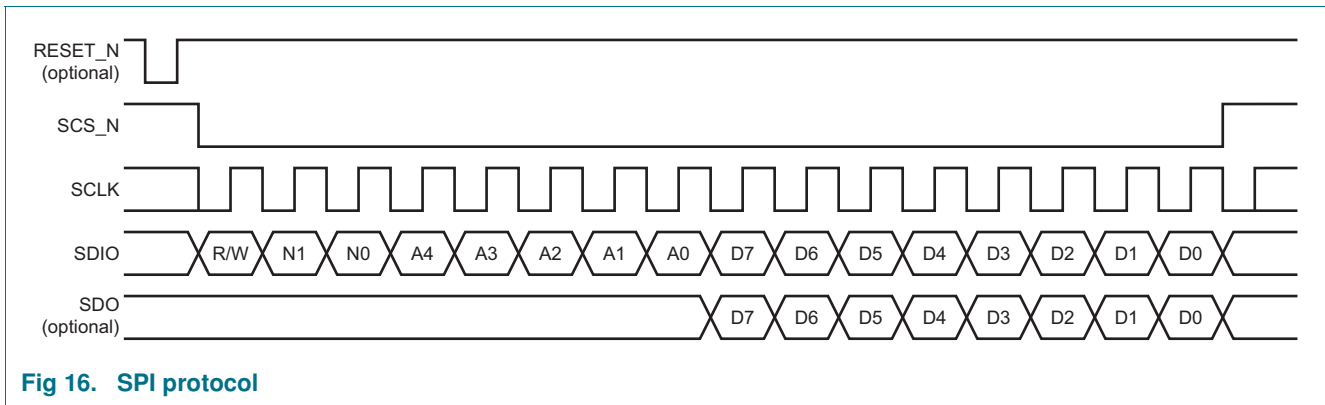 RESET_N
(optional)
SCS_N
SCLK
SDIO R/W N1 N0 A4 A3 A2 A1 A0 D7 D6 D5 D4 D3 D2 D1 D0
SDO
(optional) D7 D6 D5 D4 D3 D2 D1 D0
Fig 16. SPI protocol